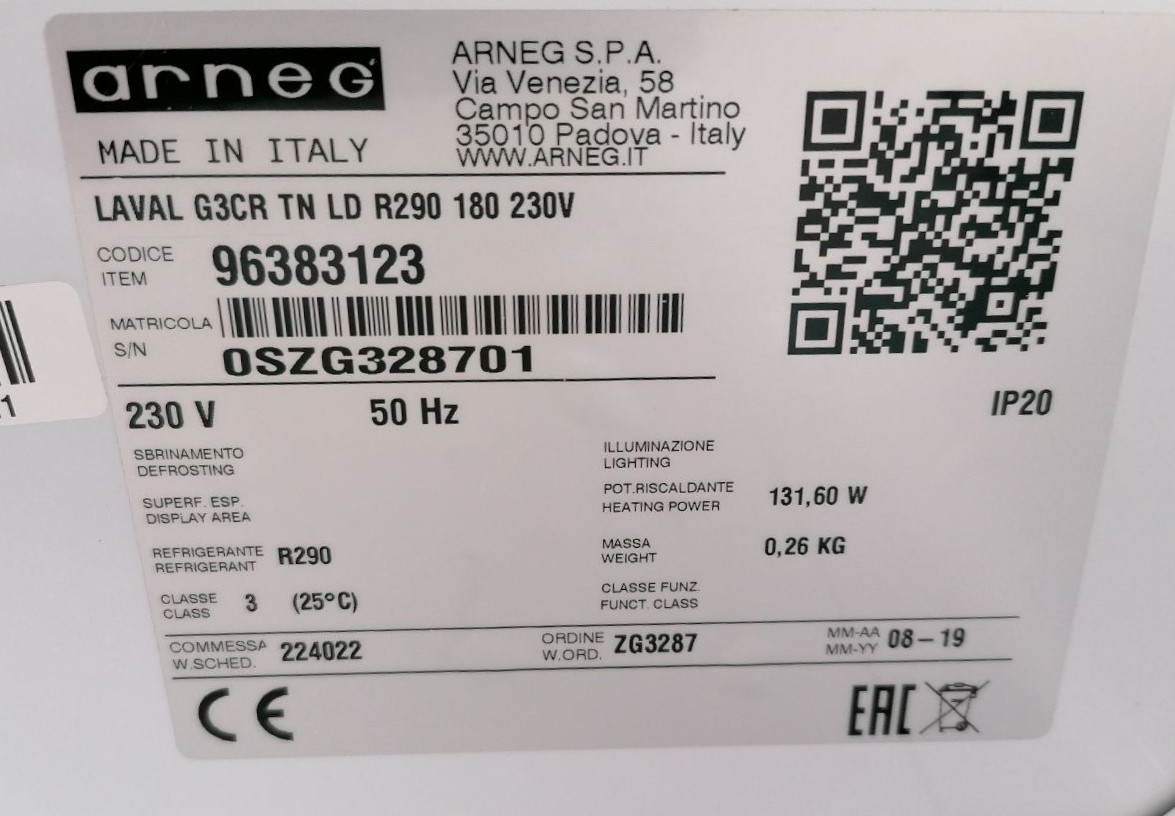 arneg
MADE IN ITALY
ARNEG S.P.A.
Via Venezia, 58
Campo San Martino
35010 Padova - Italy
WWW.ARNEG.IT
LAVAL G3CR TN LD R290 180 230V
CODICE
ITEM
96383123
MATRICOLA
S/N
0SZG328701
230 V 50 Hz
IP20
SBRINAMENTO
DEFROSTING
ILLUMINAZIONE
LIGHTING
SUPERF. ESP.
DISPLAY AREA
POT.RISCALDANTE
HEATING POWER
131,60 W
REFRIGERANTE
REFRIGERANT
R290
MASSA
WEIGHT
0,26 KG
CLASSE
CLASS
3 (25°C)
CLASSE FUNZ.
FUNCT. CLASS
COMMESSA
W.SCHED.
224022
ORDINE
W.ORD.
ZG3287
MM-AA
MM-YY
08-19
CE
EAC